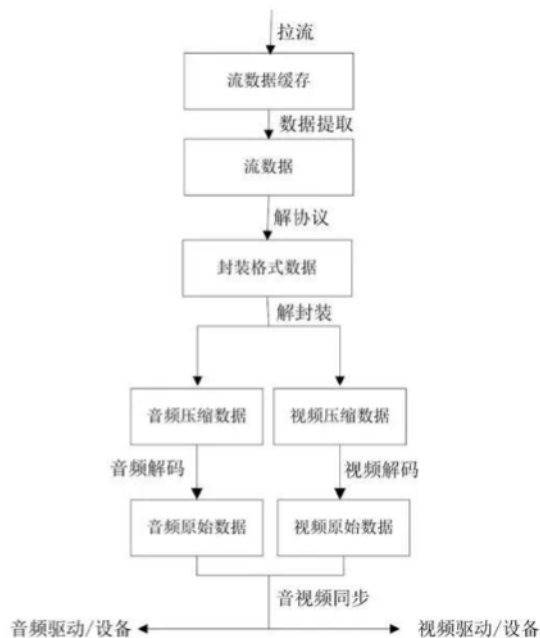 拉流
流数据缓存
数据提取
流数据
解协议
封装格式数据
解封装
音频压缩数据
视频压缩数据
音频解码
视频解码
音频原始数据
视频原始数据
音视频同步
音频驱动/设备
视频驱动/设备